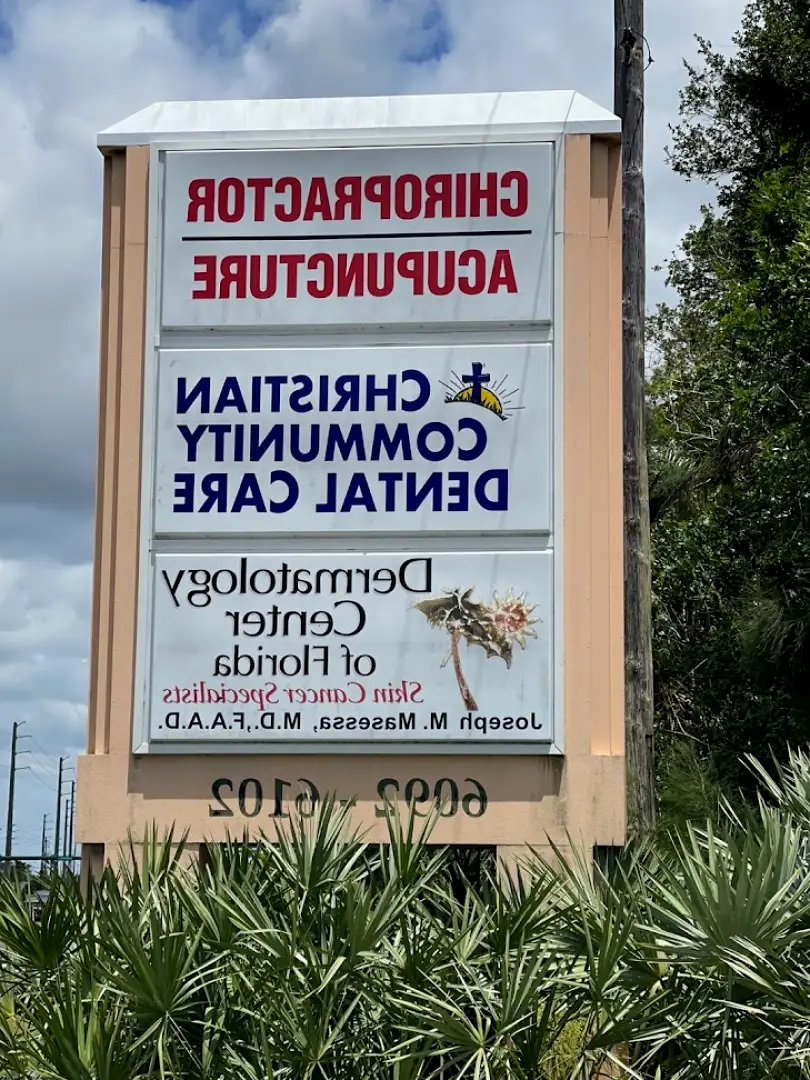 CHIROPRACTOR
ACUPUNCTURE
CHRISTIAN
COMMUNITY
DENTAL CARE
Dermatology
Center
of Florida
Skin Cancer Specialists
Joseph M. Masessa, M.D.,F.A.A.D.
6092 - 6102